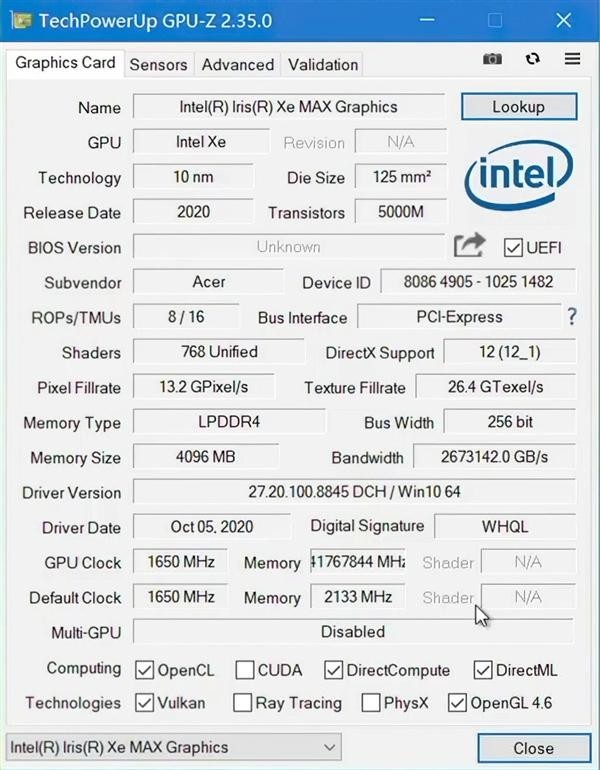 TechPowerUp GPU-Z 2.35.0
Graphics Card Sensors Advanced Validation
Name Intel(R) Iris(R) Xe MAX Graphics Lookup
GPU Intel Xe Revision N/A
intel
Technology 10 nm Die Size 125 mm²
Release Date 2020 Transistors 5000M
BIOS Version Unknown UEFI
Subvendor Acer Device ID 8086 4905 - 1025 1482
ROPs/TMUs 8 / 16 Bus Interface PCI-Express ?
Shaders 768 Unified DirectX Support 12 (12_1)
Pixel Fillrate 13.2 GPixel/s Texture Fillrate 26.4 GTexel/s
Memory Type LPDDR4 Bus Width 256 bit
Memory Size 4096 MB Bandwidth 2673142.0 GB/s
Driver Version 27.20.100.8845 DCH / Win10 64
Driver Date Oct 05, 2020 Digital Signature WHQL
GPU Clock 1650 MHz Memory 41767844 MHz Shader N/A
Default Clock 1650 MHz Memory 2133 MHz Shader N/A
Multi-GPU Disabled
Computing OpenCL CUDA DirectCompute DirectML
Technologies Vulkan Ray Tracing PhysX OpenGL 4.6
Intel(R) Iris(R) Xe MAX Graphics Close